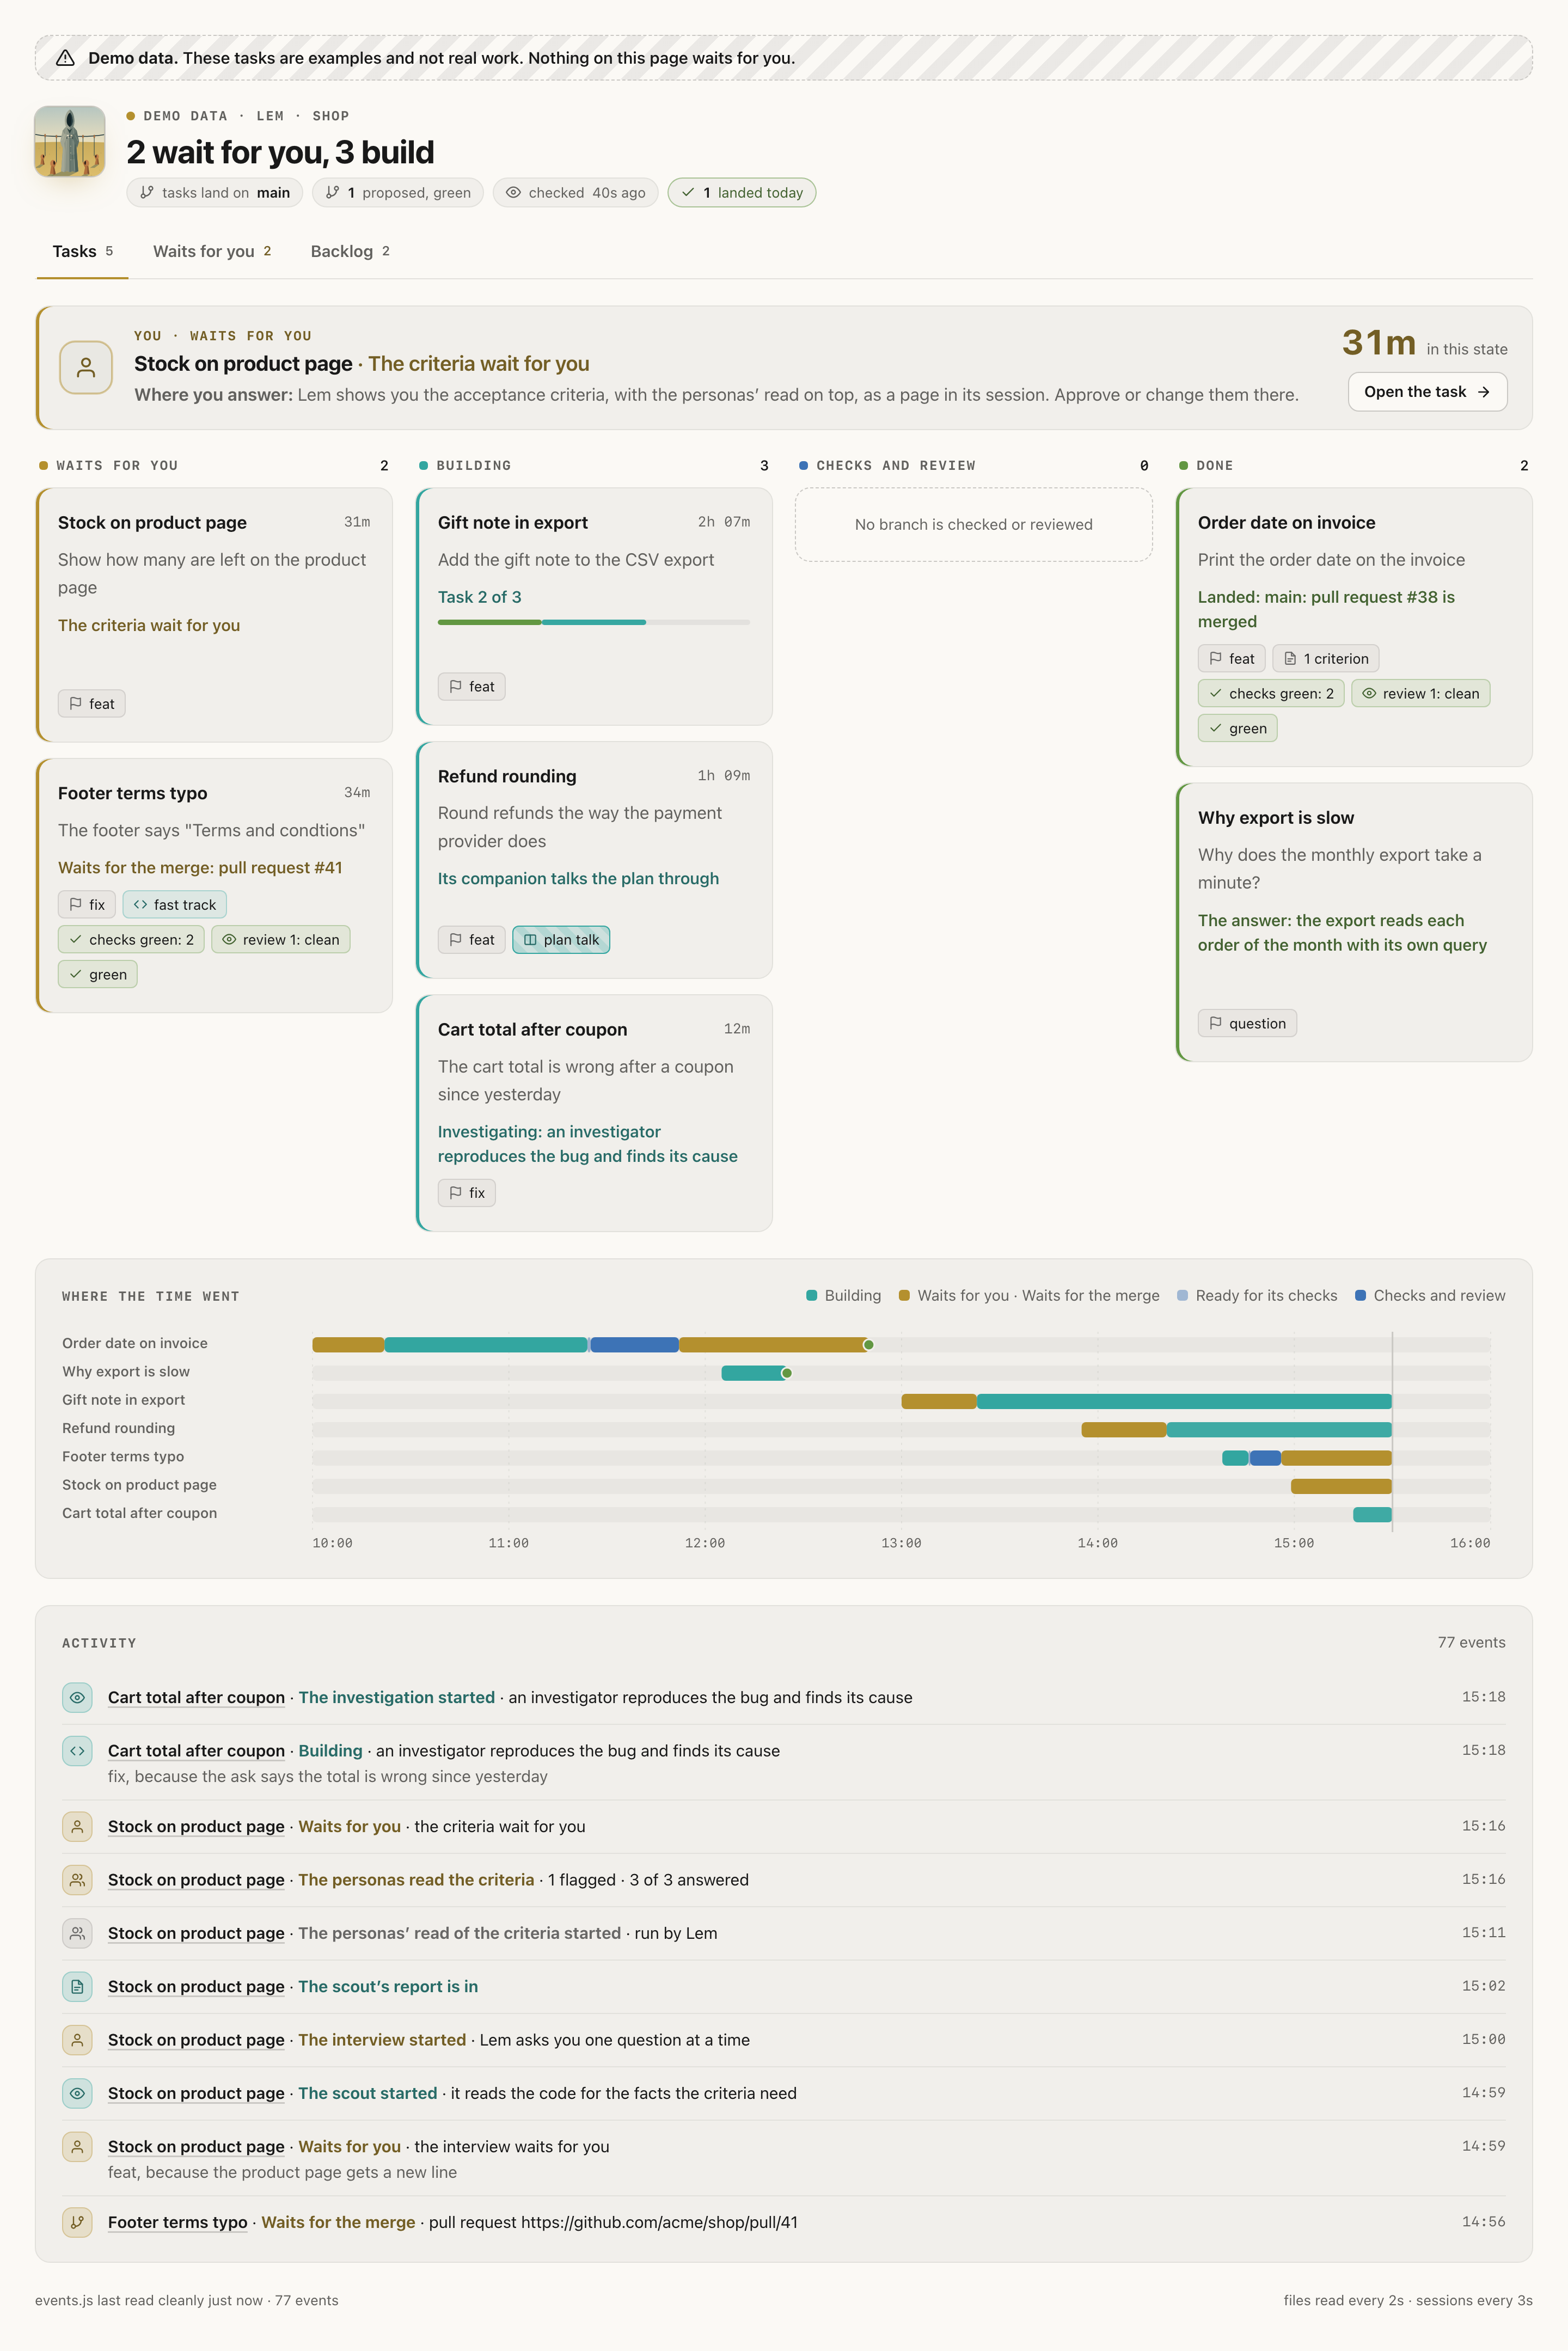 Demo data. These tasks are examples and not real work. Nothing on this page waits for you.
DEMO DATA · LEM · SHOP
2 wait for you, 3 build
tasks land on main
1 proposed, green
checked 40s ago
1 landed today
Tasks 5
Waits for you 2
Backlog 2
YOU · WAITS FOR YOU
Stock on product page · The criteria wait for you
Where you answer: Lem shows you the acceptance criteria, with the personas’ read on top, as a page in its session. Approve or change them there.
31m in this state
Open the task
WAITS FOR YOU 2
Stock on product page 31m
Show how many are left on the product
page
The criteria wait for you
feat
Footer terms typo 34m
The footer says "Terms and condtions"
Waits for the merge: pull request #41
fix
fast track
checks green: 2
review 1: clean
green
BUILDING 3
Gift note in export 2h 07m
Add the gift note to the CSV export
Task 2 of 3
feat
Refund rounding 1h 09m
Round refunds the way the payment
provider does
Its companion talks the plan through
feat
plan talk
Cart total after coupon 12m
The cart total is wrong after a coupon
since yesterday
Investigating: an investigator
reproduces the bug and finds its cause
fix
CHECKS AND REVIEW 0
No branch is checked or reviewed
DONE 2
Order date on invoice
Print the order date on the invoice
Landed: main: pull request #38 is
merged
feat
1 criterion
checks green: 2
review 1: clean
green
Why export is slow
Why does the monthly export take a
minute?
The answer: the export reads each
order of the month with its own query
question
WHERE THE TIME WENT
Building
Waits for you · Waits for the merge
Ready for its checks
Checks and review
Order date on invoice
Why export is slow
Gift note in export
Refund rounding
Footer terms typo
Stock on product page
Cart total after coupon
10:00 11:00 12:00 13:00 14:00 15:00 16:00
ACTIVITY
77 events
Cart total after coupon · The investigation started · an investigator reproduces the bug and finds its cause 15:18
Cart total after coupon · Building · an investigator reproduces the bug and finds its cause 15:18
fix, because the ask says the total is wrong since yesterday
Stock on product page · Waits for you · the criteria wait for you 15:16
Stock on product page · The personas read the criteria · 1 flagged · 3 of 3 answered 15:16
Stock on product page · The personas’ read of the criteria started · run by Lem 15:11
Stock on product page · The scout’s report is in 15:02
Stock on product page · The interview started · Lem asks you one question at a time 15:00
Stock on product page · The scout started · it reads the code for the facts the criteria need 14:59
Stock on product page · Waits for you · the interview waits for you 14:59
feat, because the product page gets a new line
Footer terms typo · Waits for the merge · pull request https://github.com/acme/shop/pull/41 14:56
events.js last read cleanly just now · 77 events
files read every 2s · sessions every 3s